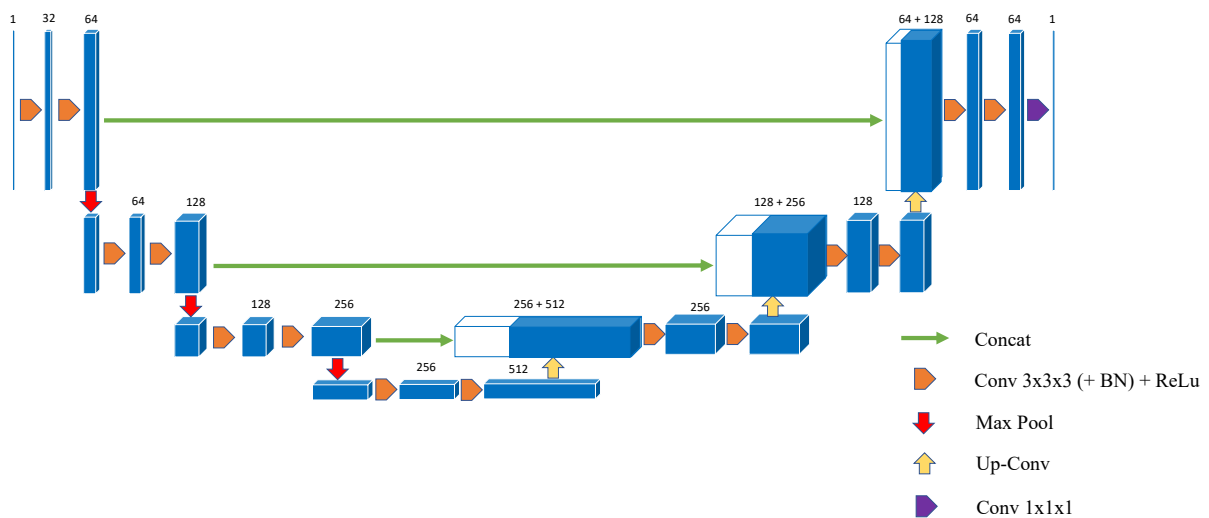 1 32 64 64 + 128 64 64 1
64 128 128 + 256 128
128 256 256 + 512 256
256 512
Concat
Conv 3x3x3 (+ BN) + ReLu
Max Pool
Up-Conv
Conv 1x1x1